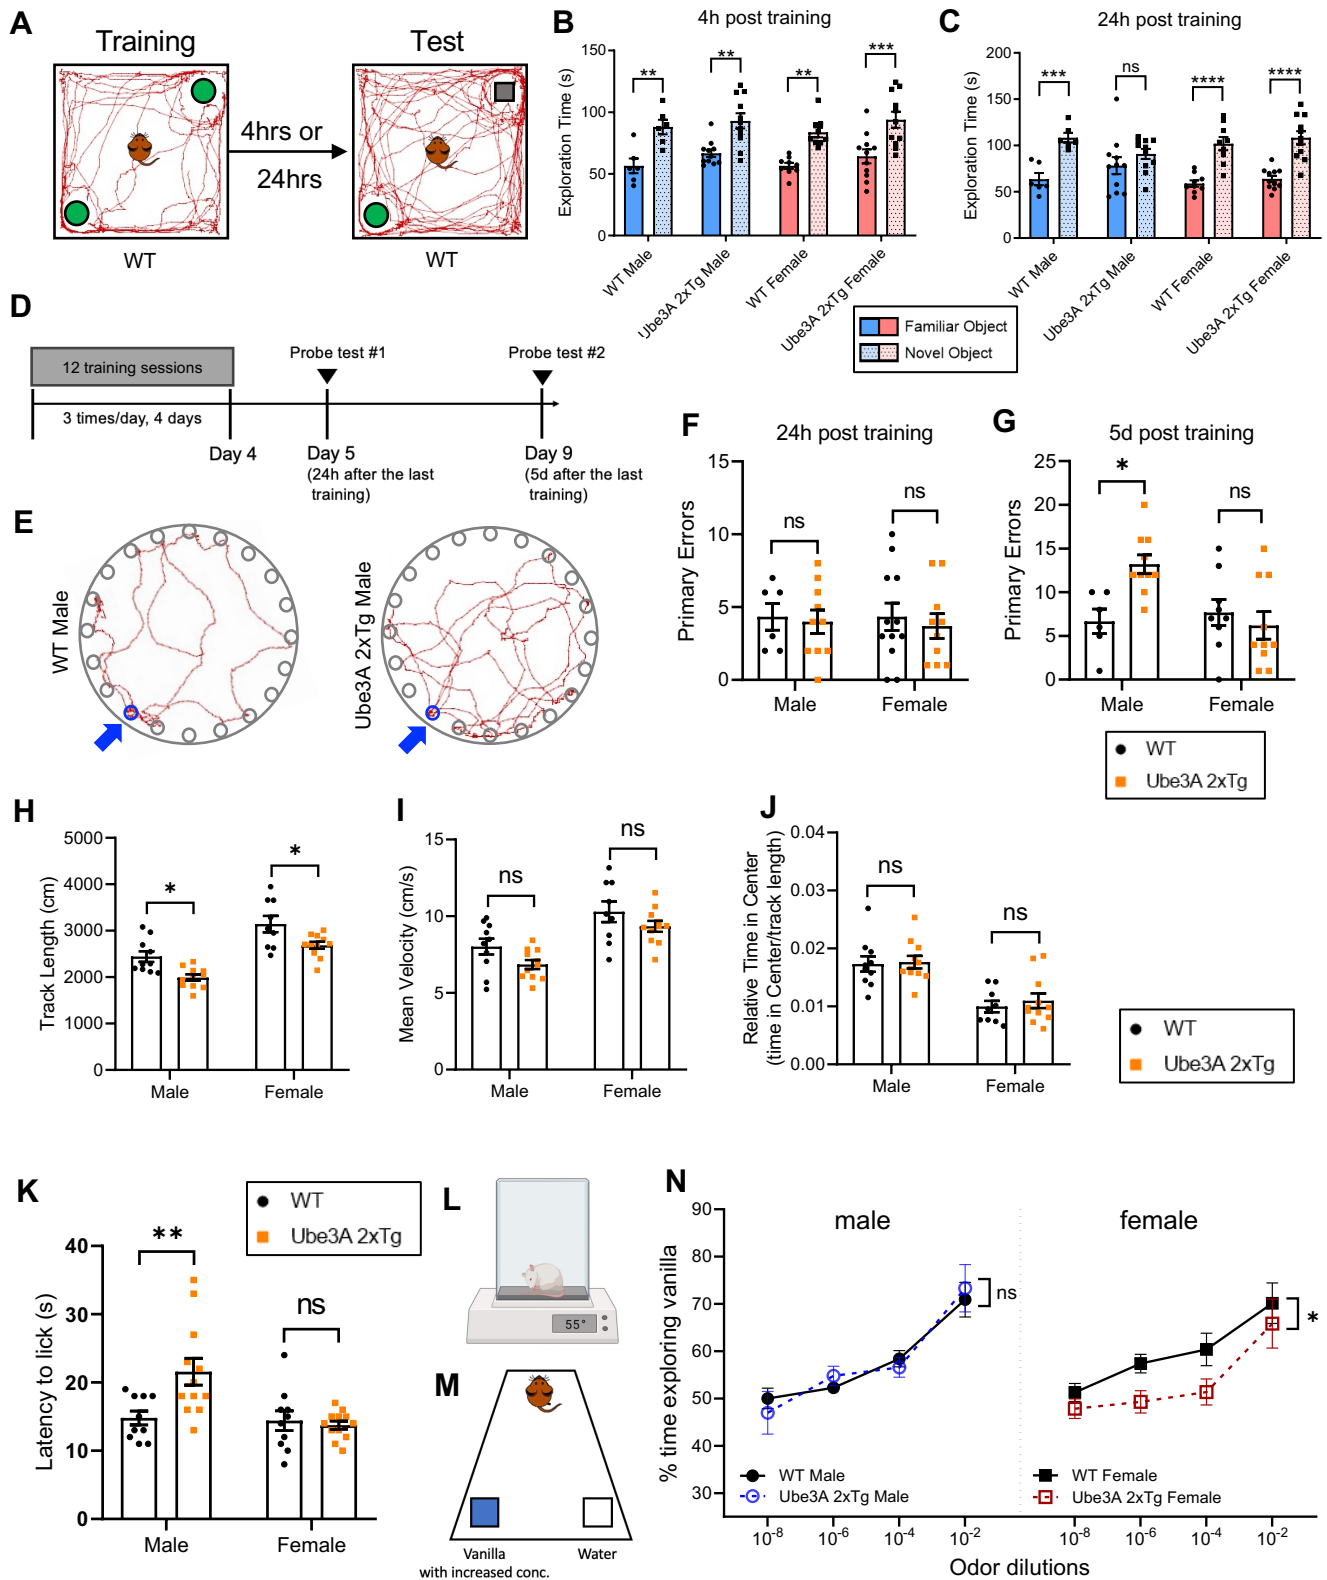 A
Training
Test
4hrs or
24hrs
WT
WT
B
4h post training
Exploration Time (s)
150
100
50
0
**
**
**
***
WT Male
Ube3A 2xTg Male
WT Female
Ube3A 2xTg Female
C
24h post training
Exploration Time (s)
200
150
100
50
0
***
ns
****
****
WT Male
Ube3A 2xTg Male
WT Female
Ube3A 2xTg Female
Familiar Object
Novel Object
D
12 training sessions
3 times/day, 4 days
Probe test #1
Probe test #2
Day 4
Day 5
(24h after the last
training)
Day 9
(5d after the last
training)
E
WT Male
Ube3A 2xTg Male
F
24h post training
Primary Errors
15
10
5
0
ns
ns
Male
Female
G
5d post training
Primary Errors
25
20
15
10
5
0
*
ns
Male
Female
WT
Ube3A 2xTg
H
Track Length (cm)
5000
4000
3000
2000
1000
0
*
*
Male
Female
I
Mean Velocity (cm/s)
15
10
5
0
ns
ns
Male
Female
J
Relative Time in Center
(time in Center/track length)
0.04
0.03
0.02
0.01
0.00
ns
ns
Male
Female
WT
Ube3A 2xTg
K
WT
Ube3A 2xTg
Latency to lick (s)
40
30
20
10
0
**
ns
Male
Female
L
55°
M
Vanilla
with increased conc.
Water
N
% time exploring vanilla
90
80
70
60
50
40
30
male
female
ns
*
WT Male
Ube3A 2xTg Male
WT Female
Ube3A 2xTg Female
10-8
10-6
10-4
10-2
10-8
10-6
10-4
10-2
Odor dilutions